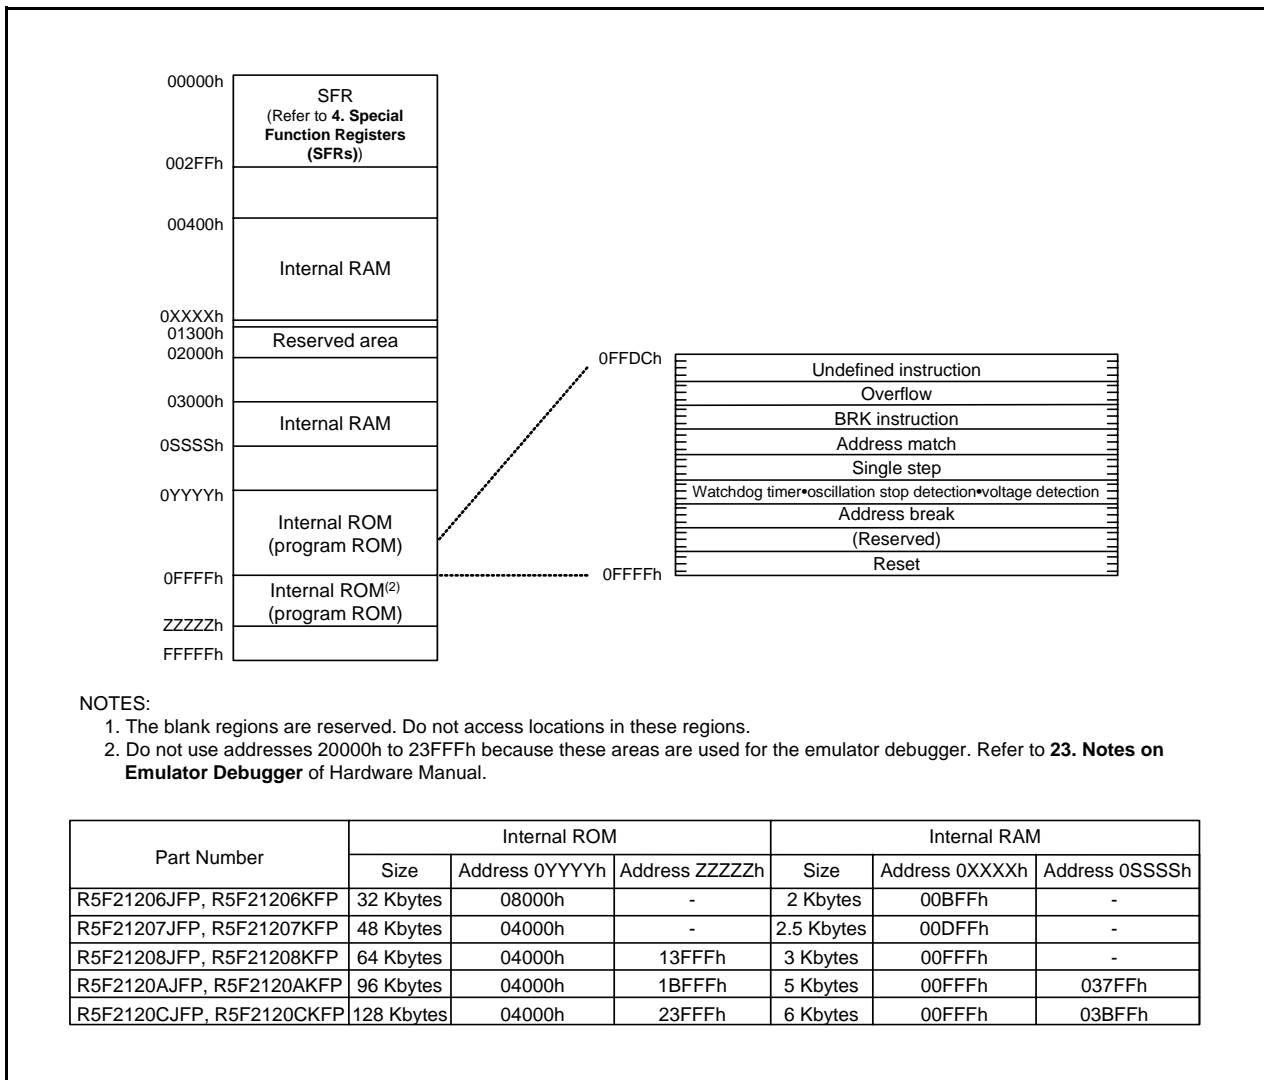 00000h
SFR
(Refer to 4. Special
Function Registers
(SFRs))
002FFh
00400h
Internal RAM
0XXXXh
01300h
Reserved area
02000h
03000h
Internal RAM
0SSSSh
0YYYYh
Internal ROM
(program ROM)
0FFFFh
Internal ROM(2)
(program ROM)
ZZZZZh
FFFFFh
0FFDCh
Undefined instruction
Overflow
BRK instruction
Address match
Single step
Watchdog timer•oscillation stop detection•voltage detection
Address break
(Reserved)
Reset
0FFFFh
NOTES:
1. The blank regions are reserved. Do not access locations in these regions.
2. Do not use addresses 20000h to 23FFFh because these areas are used for the emulator debugger. Refer to 23. Notes on
Emulator Debugger of Hardware Manual.
Part Number Internal ROM Internal RAM
Size Address 0YYYYh Address ZZZZZh Size Address 0XXXXh Address 0SSSSh
R5F21206JFP, R5F21206KFP 32 Kbytes 08000h - 2 Kbytes 00BFFh -
R5F21207JFP, R5F21207KFP 48 Kbytes 04000h - 2.5 Kbytes 00DFFh -
R5F21208JFP, R5F21208KFP 64 Kbytes 04000h 13FFFh 3 Kbytes 00FFFh -
R5F2120AJFP, R5F2120AKFP 96 Kbytes 04000h 1BFFFh 5 Kbytes 00FFFh 037FFh
R5F2120CJFP, R5F2120CKFP 128 Kbytes 04000h 23FFFh 6 Kbytes 00FFFh 03BFFh